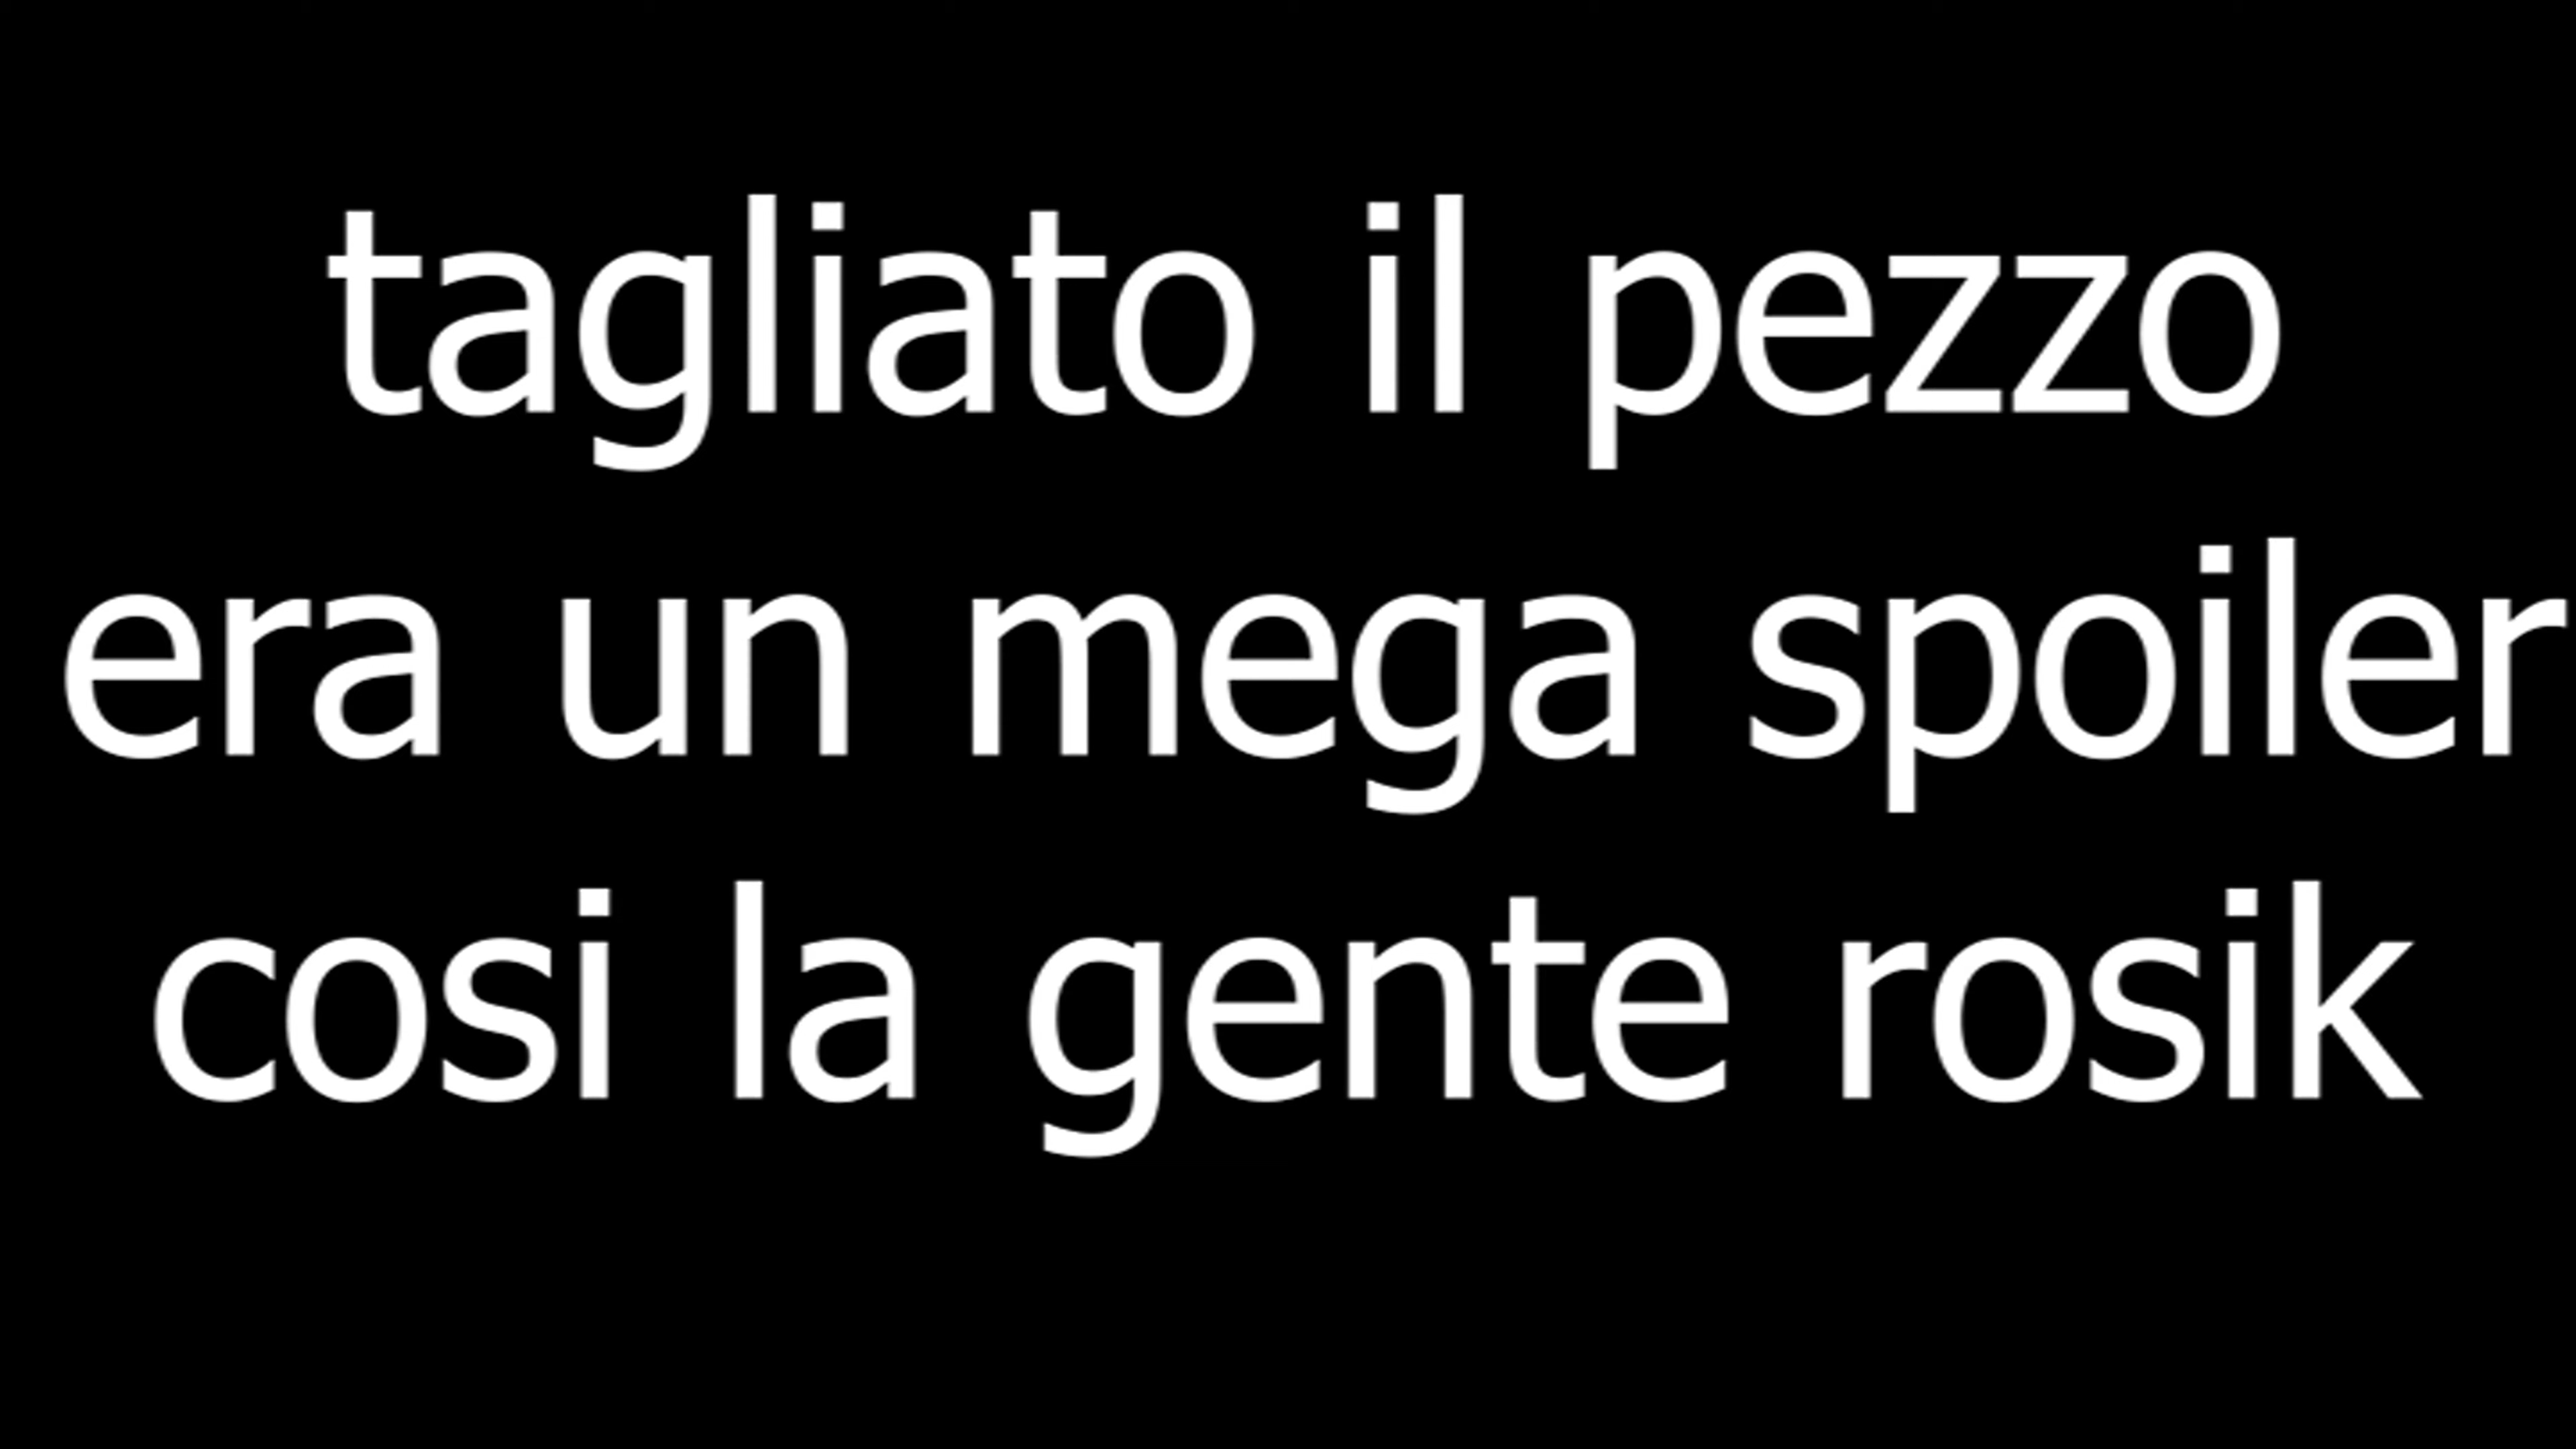 tagliato il pezzo
era un mega spoiler
cosi la gente rosik